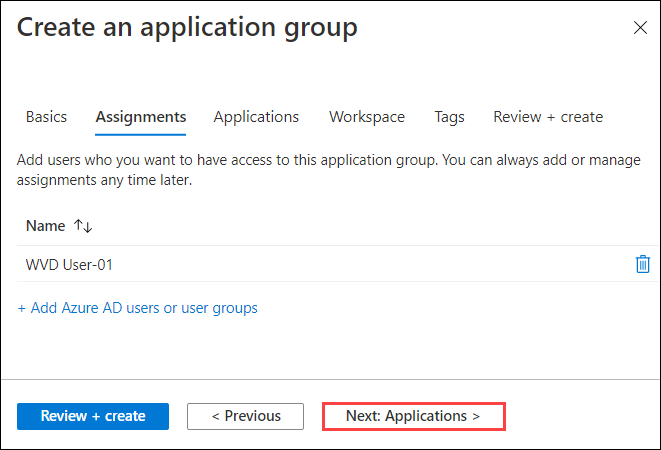 Create an application group
Basics Assignments Applications Workspace Tags Review + create
Add users who you want to have access to this application group. You can always add or manage
assignments any time later.
Name ↑↓
WVD User-01
+ Add Azure AD users or user groups
Review + create < Previous Next: Applications >